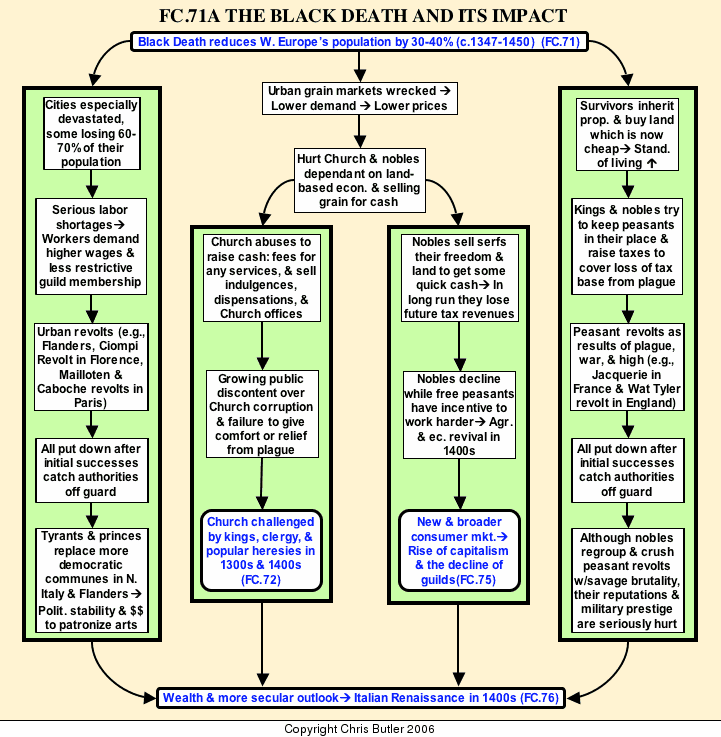 FC.71A THE BLACK DEATH AND ITS IMPACT
Black Death reduces W. Europe's population by 30-40% (c.1347-1450) (FC.71)
Cities especially
devastated,
some losing 60-
70% of their
population
Serious labor
shortages→
Workers demand
higher wages &
less restrictive
guild membership
Urban revolts (e.g.,
Flanders, Ciompi
Revolt in Florence,
Mailloten &
Caboche revolts in
Paris)
All put down after
initial successes
catch authorities
off guard
Tyrants & princes
replace more
democratic
communes in N.
Italy & Flanders→
Polit. stability & $$
to patronize arts
Urban grain markets wrecked→
Lower demand→ Lower prices
Hurt Church & nobles
dependant on land-
based econ. & selling
grain for cash
Church abuses to
raise cash: fees for
any services, & sell
indulgences,
dispensations, &
Church offices
Growing public
discontent over
Church corruption
& failure to give
comfort or relief
from plague
Church challenged
by kings, clergy, &
popular heresies in
1300s & 1400s
(FC.72)
Nobles sell serfs
their freedom &
land to get some
quick cash→ In
long run they lose
future tax revenues
Nobles decline
while free peasants
have incentive to
work harder→ Agr.
& ec. revival in
1400s
New & broader
consumer mkt.→
Rise of capitalism
& the decline of
guilds(FC.75)
Survivors inherit
prop. & buy land
which is now
cheap→ Stand.
of living ↑
Kings & nobles try
to keep peasants
in their place &
raise taxes to
cover loss of tax
base from plague
Peasant revolts as
results of plague,
war, & high (e.g.,
Jacquerie in
France & Wat Tyler
revolt in England)
All put down after
initial successes
catch authorities
off guard
Although nobles
regroup & crush
peasant revolts
w/savage brutality,
their reputations &
military prestige
are seriously hurt
Wealth & more secular outlook→ Italian Renaissance in 1400s (FC.76)
Copyright Chris Butler 2006